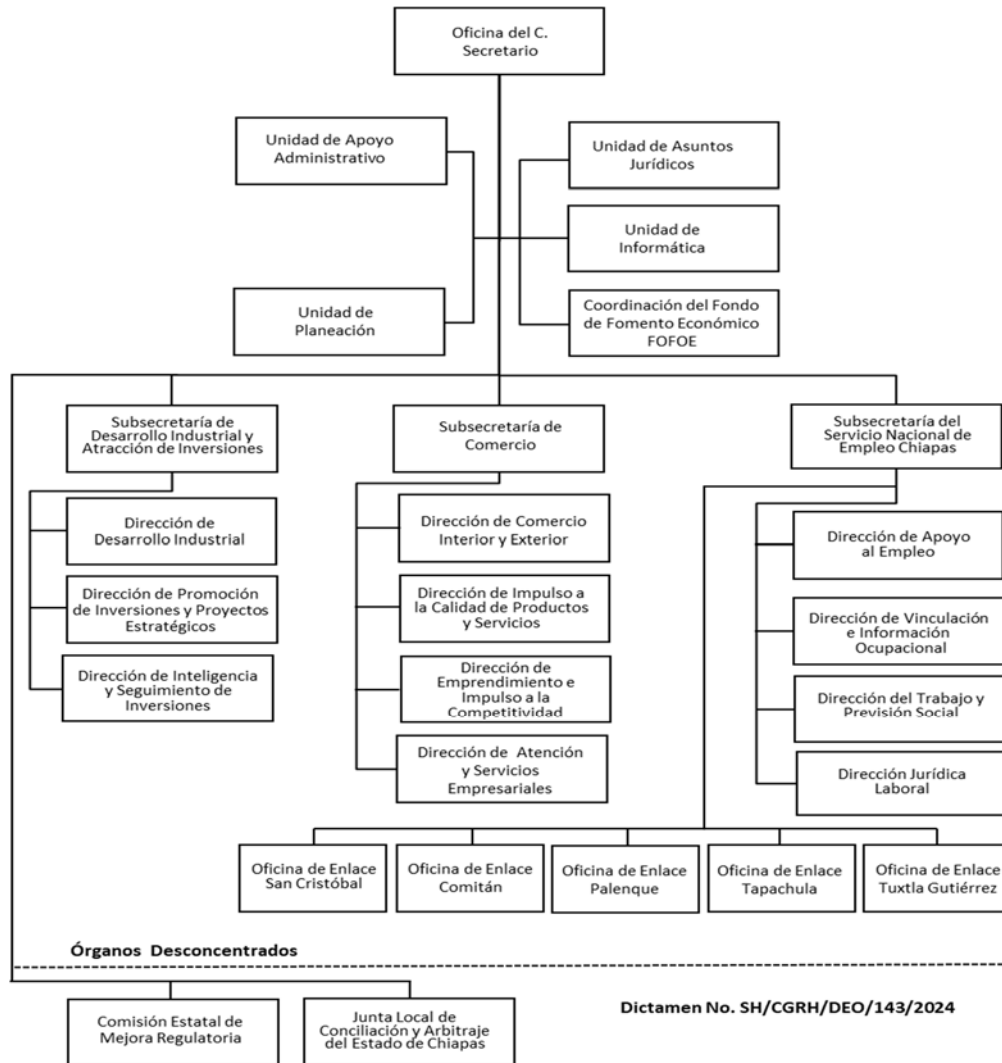 Oficina del C.
Secretario
Unidad de Apoyo
Administrativo
Unidad de Asuntos
Jurídicos
Unidad de
Informática
Unidad de
Planeación
Coordinación del Fondo
de Fomento Económico
FOFOE
Subsecretaría de
Desarrollo Industrial y
Atracción de Inversiones
Subsecretaría de
Comercio
Subsecretaría del
Servicio Nacional de
Empleo Chiapas
Dirección de
Desarrollo Industrial
Dirección de Promoción
de Inversiones y Proyectos
Estratégicos
Dirección de Inteligencia
y Seguimiento de
Inversiones
Dirección de Comercio
Interior y Exterior
Dirección de Impulso a
la Calidad de Productos
y Servicios
Dirección de
Emprendimiento e
Impulso a la
Competitividad
Dirección de Atención
y Servicios
Empresariales
Dirección de Apoyo
al Empleo
Dirección de Vinculación
e Información
Ocupacional
Dirección del Trabajo y
Previsión Social
Dirección Jurídica
Laboral
Oficina de Enlace
San Cristóbal
Oficina de Enlace
Comitán
Oficina de Enlace
Palenque
Oficina de Enlace
Tapachula
Oficina de Enlace
Tuxtla Gutiérrez
Órganos Desconcentrados
Comisión Estatal de
Mejora Regulatoria
Junta Local de
Conciliación y Arbitraje
del Estado de Chiapas
Dictamen No. SH/CGRH/DEO/143/2024